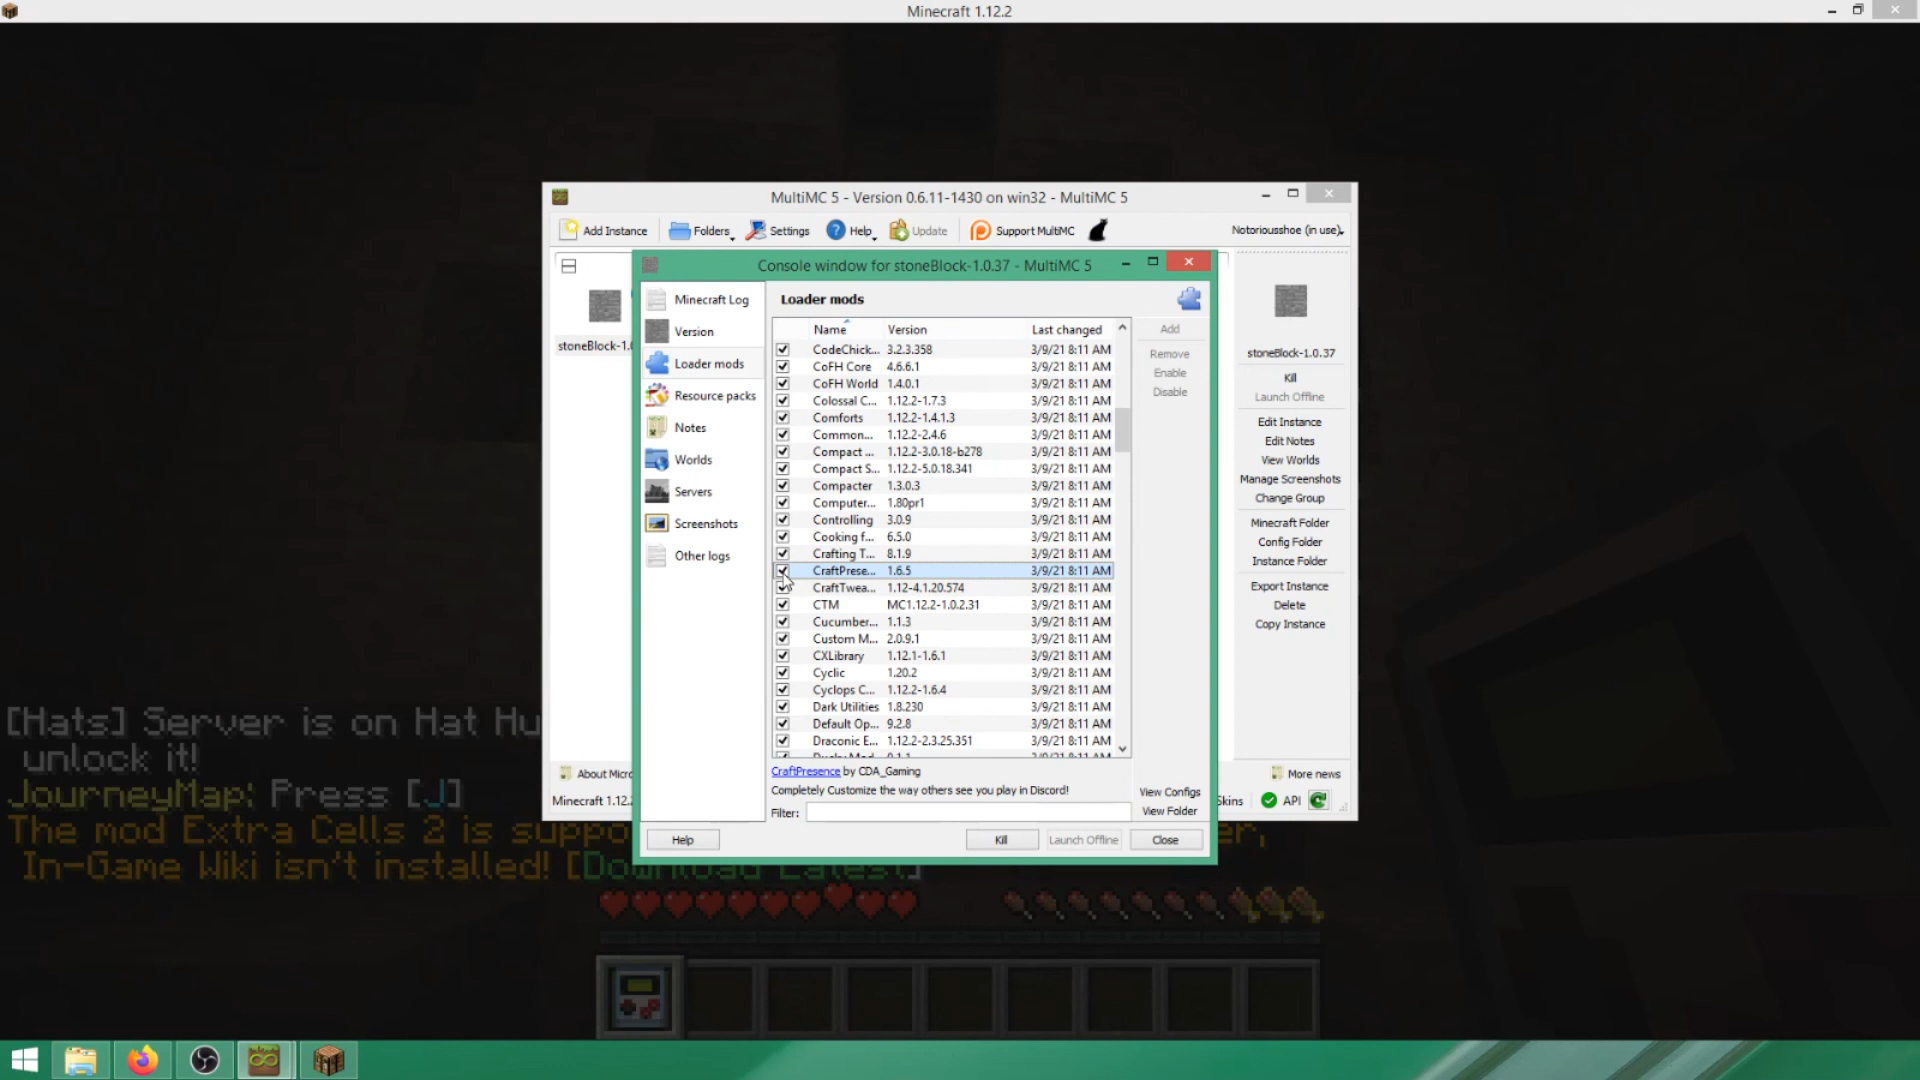 Minecraft 1.12.2
MultiMC 5 - Version 0.6.11-1430 on win32 - MultiMC 5
Add Instance
Folders
Settings
Help
Update
Support MultiMC
Notoriousshoe (in use)
Console window for stoneBlock-1.0.37 - MultiMC 5
stoneBlock-1.0
Minecraft Log
Version
Loader mods
Resource packs
Notes
Worlds
Servers
Screenshots
Other logs
Loader mods
Name Version Last changed
CodeChick... 3.2.3.358 3/9/21 8:11 AM
CoFH Core 4.6.6.1 3/9/21 8:11 AM
CoFH World 1.4.0.1 3/9/21 8:11 AM
Colossal C... 1.12.2-1.7.3 3/9/21 8:11 AM
Comforts 1.12.2-1.4.1.3 3/9/21 8:11 AM
Common... 1.12.2-2.4.6 3/9/21 8:11 AM
Compact ... 1.12.2-3.0.18-b278 3/9/21 8:11 AM
Compact S... 1.12.2-5.0.18.341 3/9/21 8:11 AM
Compacter 1.3.0.3 3/9/21 8:11 AM
Computer... 1.80pr1 3/9/21 8:11 AM
Controlling 3.0.9 3/9/21 8:11 AM
Cooking f... 6.5.0 3/9/21 8:11 AM
Crafting T... 8.1.9 3/9/21 8:11 AM
CraftPrese... 1.6.5 3/9/21 8:11 AM
CraftTwea... 1.12-4.1.20.574 3/9/21 8:11 AM
CTM MC1.12.2-1.0.2.31 3/9/21 8:11 AM
Cucumber... 1.1.3 3/9/21 8:11 AM
Custom M... 2.0.9.1 3/9/21 8:11 AM
CXLibrary 1.12.1-1.6.1 3/9/21 8:11 AM
Cyclic 1.20.2 3/9/21 8:11 AM
Cyclops C... 1.12.2-1.6.4 3/9/21 8:11 AM
Dark Utilities 1.8.230 3/9/21 8:11 AM
Default Op... 9.2.8 3/9/21 8:11 AM
Draconic E... 1.12.2-2.3.25.351 3/9/21 8:11 AM
CraftPresence by CDA_Gaming
Completely Customize the way others see you play in Discord!
Filter:
Add
Remove
Enable
Disable
View Configs
View Folder
Help
Kill
Launch Offline
Close
stoneBlock-1.0.37
Kill
Launch Offline
Edit Instance
Edit Notes
View Worlds
Manage Screenshots
Change Group
Minecraft Folder
Config Folder
Instance Folder
Export Instance
Delete
Copy Instance
About Micro
More news
Minecraft 1.12.2
Skins
API
[Hats] Server is on Hat Hu
unlock it!
JourneyMap: Press [J]
The mod Extra Cells 2 is suppo er,
In-Game Wiki isn't installed! [Download Latest]